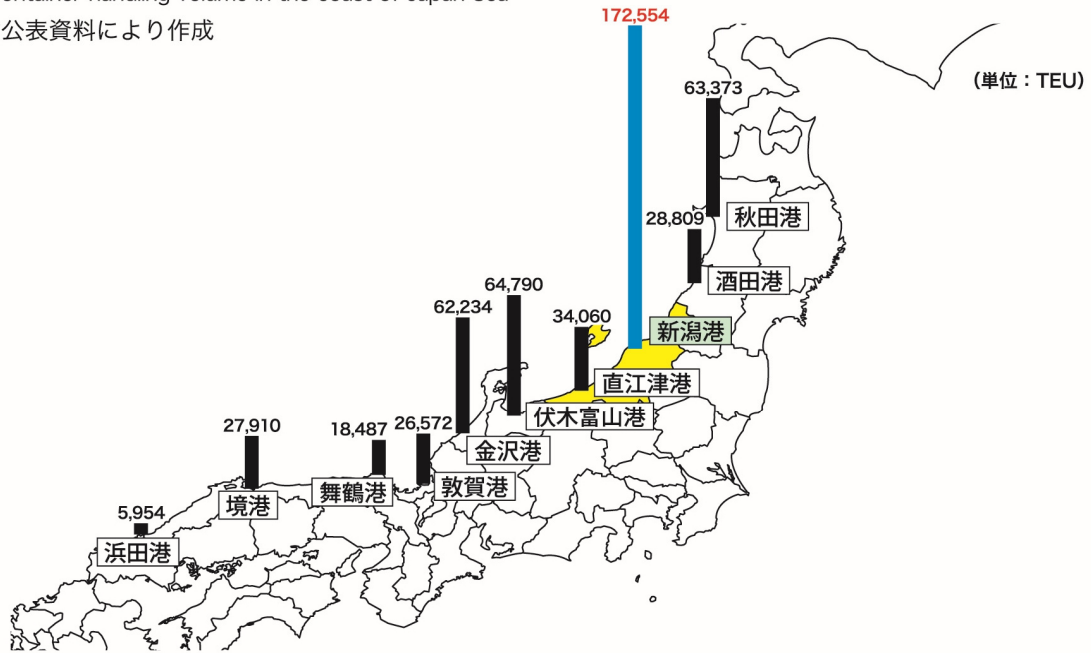 公表資料により作成
172,554
(単位：TEU)
63,373
秋田港
28,809
酒田港
64,790
62,234
34,060
新潟港
直江津港
伏木富山港
27,910
18,487
26,572
金沢港
舞鶴港
敦賀港
境港
5,954
浜田港